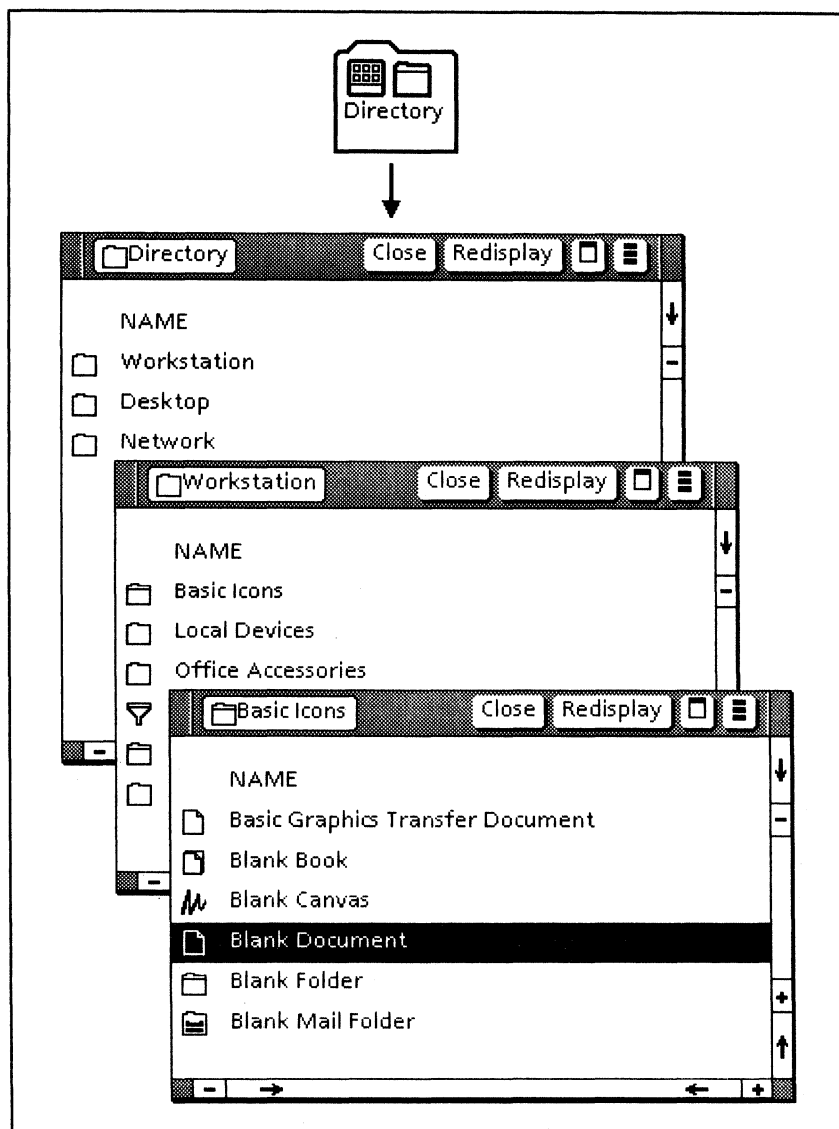 Directory
Directory Close Redisplay
NAME
Workstation
Desktop
Network
Workstation Close Redisplay
NAME
Basic Icons
Local Devices
Office Accessories
Basic Icons Close Redisplay
NAME
Basic Graphics Transfer Document
Blank Book
Blank Canvas
Blank Document
Blank Folder
Blank Mail Folder